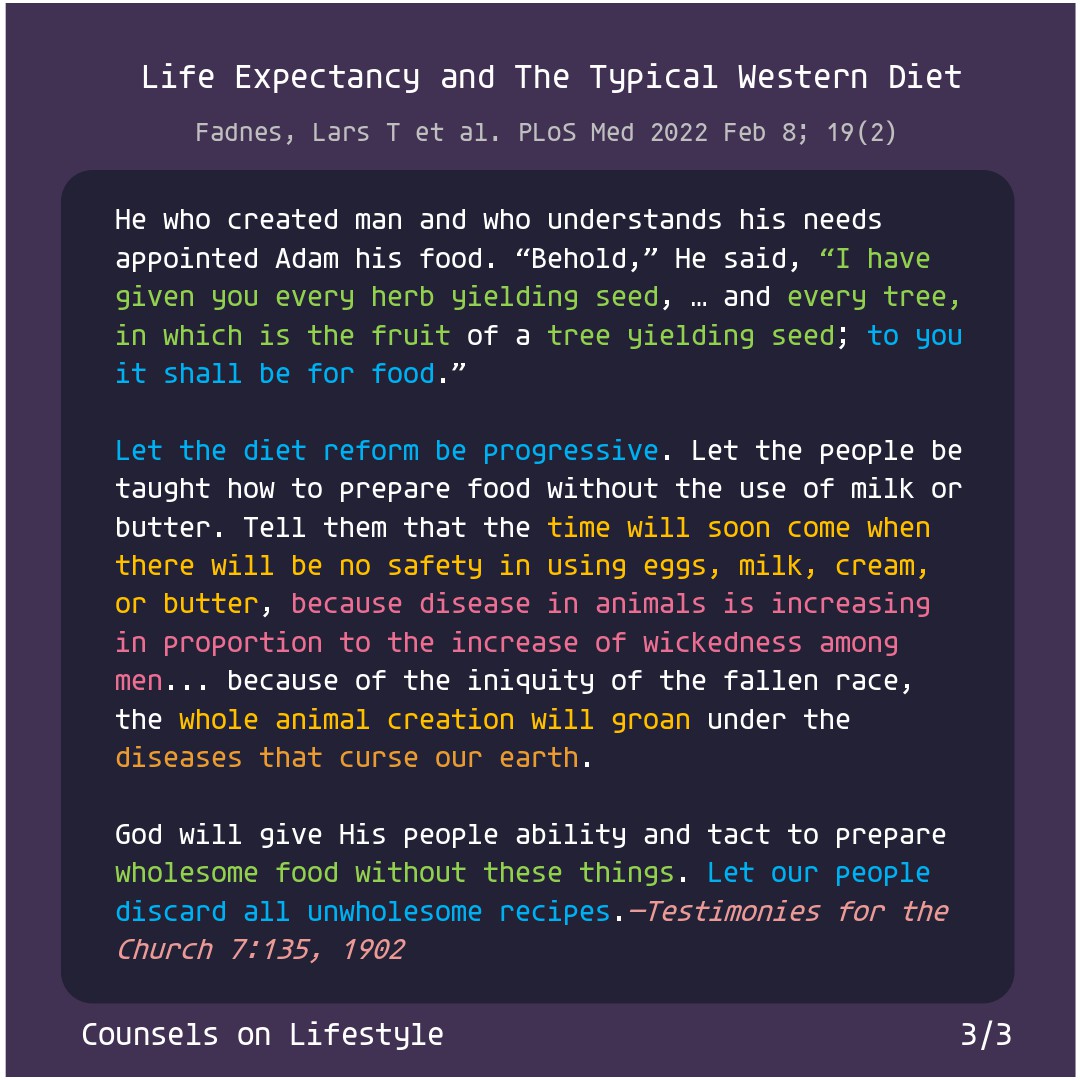 Life Expectancy and The Typical Western Diet
Fadnes, Lars T et al. PLoS Med 2022 Feb 8; 19(2)
He who created man and who understands his needs
appointed Adam his food. “Behold,” He said, “I have
given you every herb yielding seed, … and every tree,
in which is the fruit of a tree yielding seed; to you
it shall be for food.”
Let the diet reform be progressive. Let the people be
taught how to prepare food without the use of milk or
butter. Tell them that the time will soon come when
there will be no safety in using eggs, milk, cream,
or butter, because disease in animals is increasing
in proportion to the increase of wickedness among
men... because of the iniquity of the fallen race,
the whole animal creation will groan under the
diseases that curse our earth.
God will give His people ability and tact to prepare
wholesome food without these things. Let our people
discard all unwholesome recipes.—Testimonies for the
Church 7:135, 1902
Counsels on Lifestyle
3/3